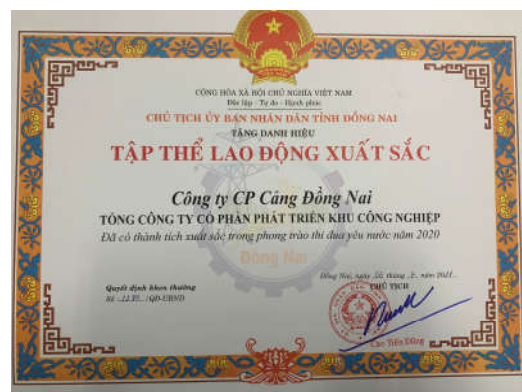 CỘNG HÒA XÃ HỘI CHỦ NGHĨA VIỆT NAM
Độc lập - Tự do - Hạnh phúc
CHỦ TỊCH ỦY BAN NHÂN DÂN TỈNH ĐỒNG NAI
TẶNG DANH HIỆU
TẬP THỂ LAO ĐỘNG XUẤT SẮC
Công ty CP Cảng Đồng Nai
TỔNG CÔNG TY CỔ PHẦN PHÁT TRIỂN KHU CÔNG NGHIỆP
Đã có thành tích xuất sắc trong phong trào thi đua yêu nước năm 2020
Đồng Nai
Đồng Nai, ngày tháng năm 2021
CHỦ TỊCH
Quyết định khen thưởng
Số /QĐ-UBND
Cao Tiến Dũng